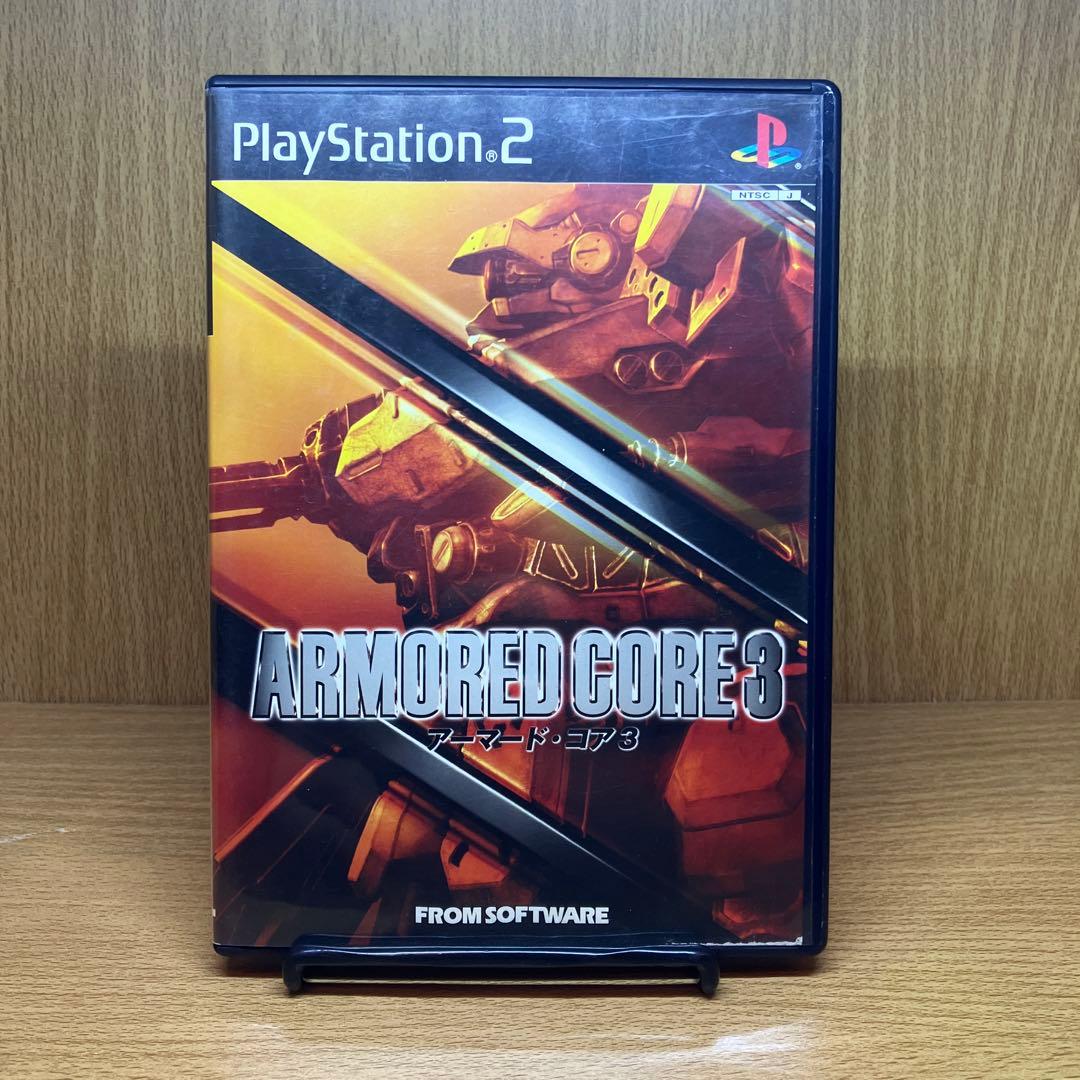 PlayStation®2
NTSC J
ARMORED CORE 3
アーマード・コア3
FROM SOFTWARE